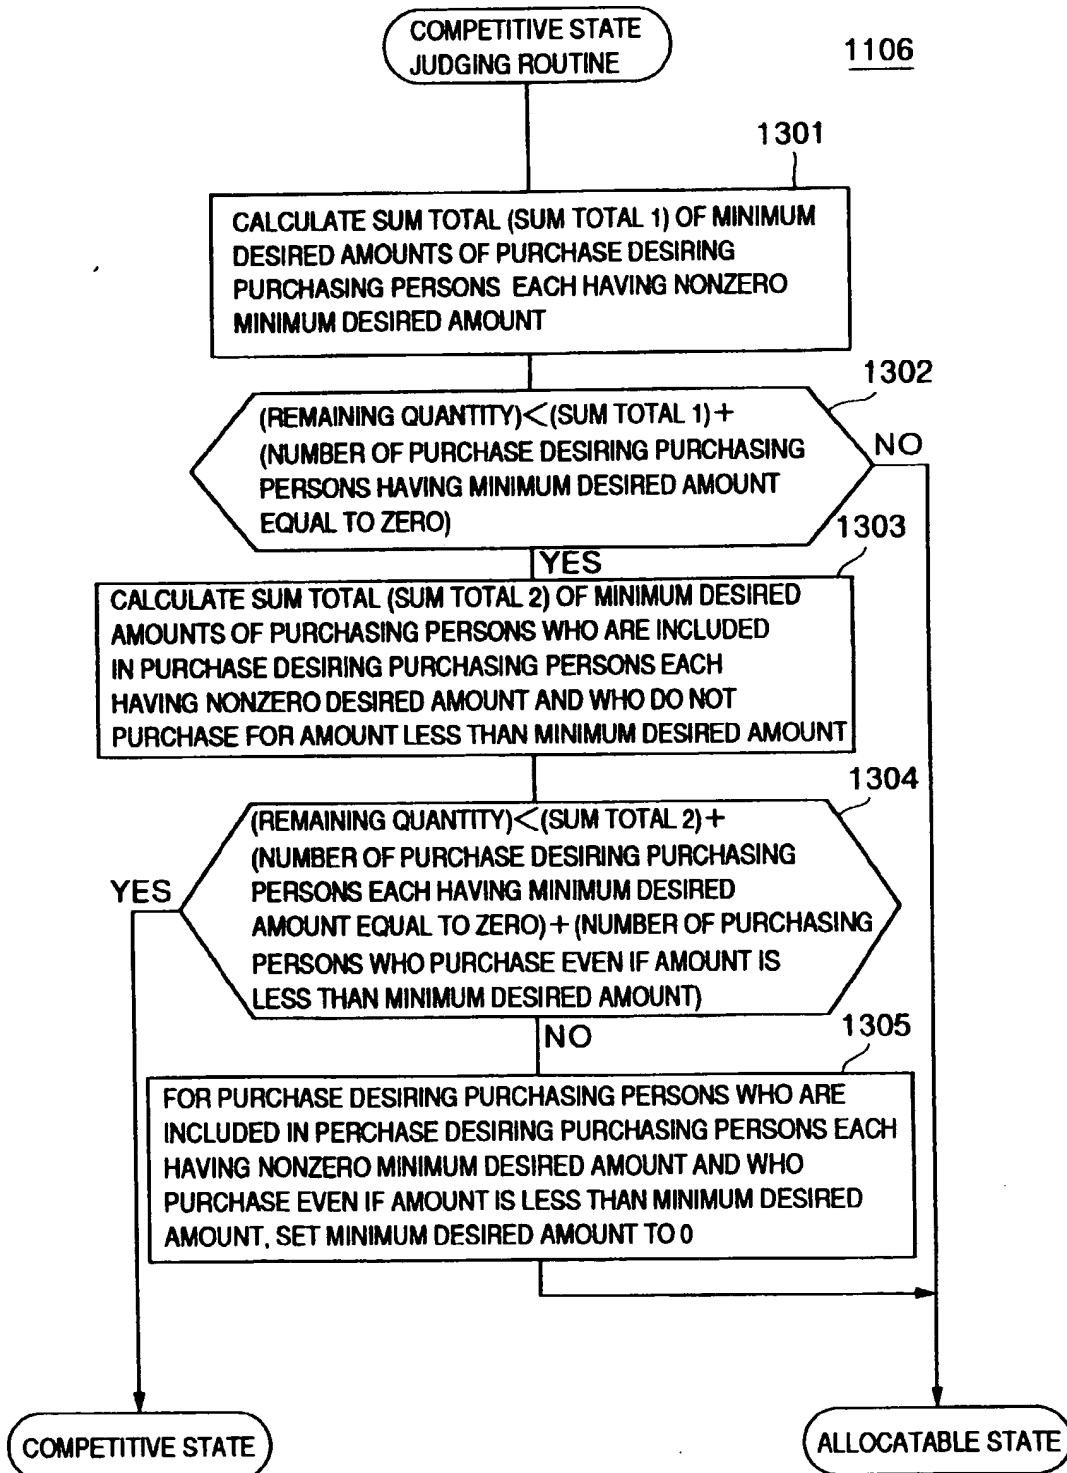 COMPETITIVE STATE
JUDGING ROUTINE
1106
1301
CALCULATE SUM TOTAL (SUM TOTAL 1) OF MINIMUM
DESIRED AMOUNTS OF PURCHASE DESIRING
PURCHASING PERSONS EACH HAVING NONZERO
MINIMUM DESIRED AMOUNT
1302
(REMAINING QUANTITY)<(SUM TOTAL 1)+
(NUMBER OF PURCHASE DESIRING PURCHASING
PERSONS HAVING MINIMUM DESIRED AMOUNT
EQUAL TO ZERO)
NO
YES
1303
CALCULATE SUM TOTAL (SUM TOTAL 2) OF MINIMUM DESIRED
AMOUNTS OF PURCHASING PERSONS WHO ARE INCLUDED
IN PURCHASE DESIRING PURCHASING PERSONS EACH
HAVING NONZERO DESIRED AMOUNT AND WHO DO NOT
PURCHASE FOR AMOUNT LESS THAN MINIMUM DESIRED AMOUNT
1304
(REMAINING QUANTITY)<(SUM TOTAL 2)+
(NUMBER OF PURCHASE DESIRING PURCHASING
PERSONS EACH HAVING MINIMUM DESIRED
AMOUNT EQUAL TO ZERO)+(NUMBER OF PURCHASING
PERSONS WHO PURCHASE EVEN IF AMOUNT IS
LESS THAN MINIMUM DESIRED AMOUNT)
YES
NO
1305
FOR PURCHASE DESIRING PURCHASING PERSONS WHO ARE
INCLUDED IN PERCHASE DESIRING PURCHASING PERSONS EACH
HAVING NONZERO MINIMUM DESIRED AMOUNT AND WHO
PURCHASE EVEN IF AMOUNT IS LESS THAN MINIMUM DESIRED
AMOUNT, SET MINIMUM DESIRED AMOUNT TO 0
COMPETITIVE STATE
ALLOCATABLE STATE